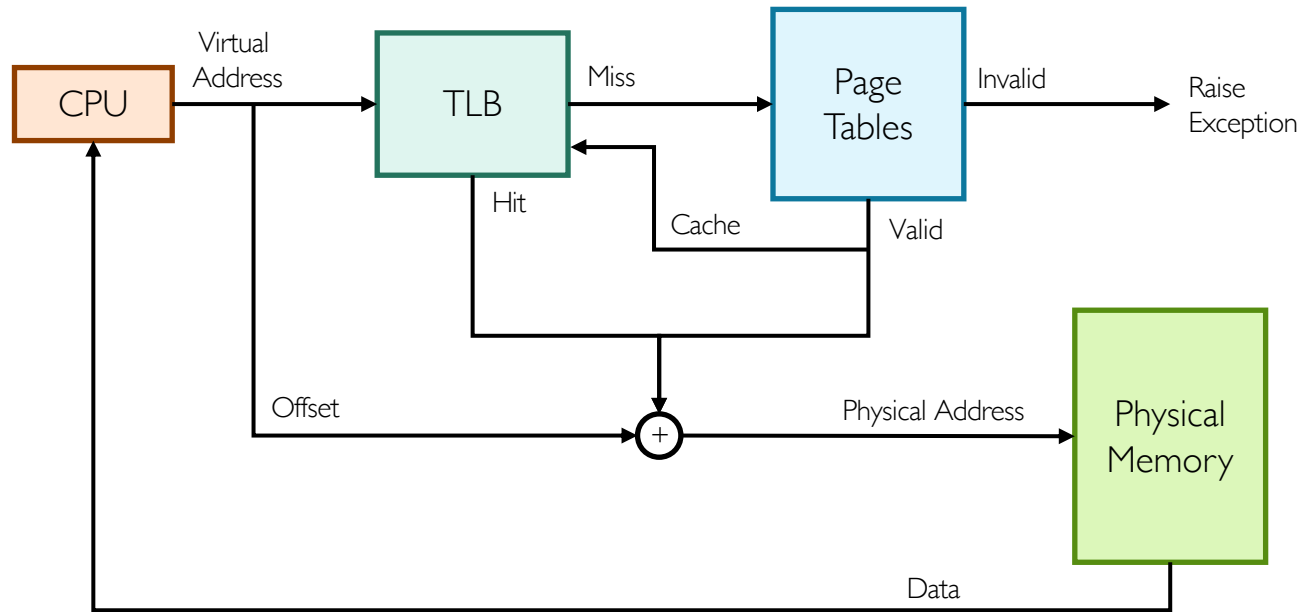 Virtual
Address
CPU
TLB
Miss
Page
Tables
Invalid
Raise
Exception
Hit
Cache
Valid
Offset
+
Physical Address
Physical
Memory
Data